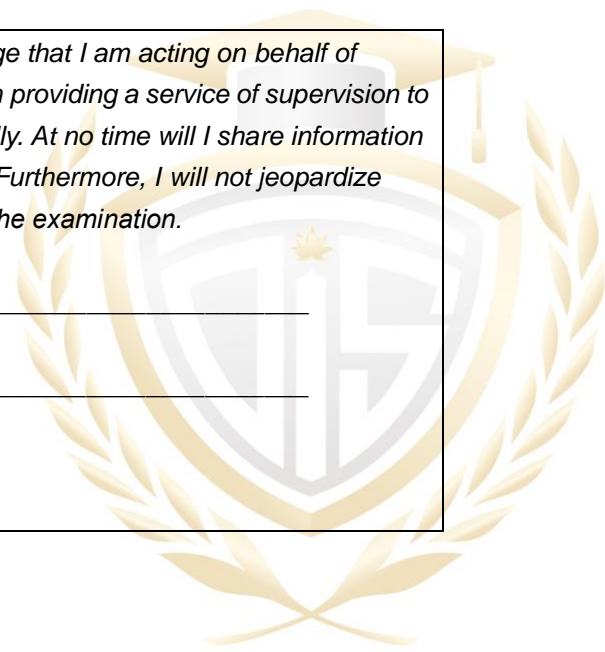 ge that I am acting on behalf of
n providing a service of supervision to
lly. At no time will I share information
Furthermore, I will not jeopardize
he examination.